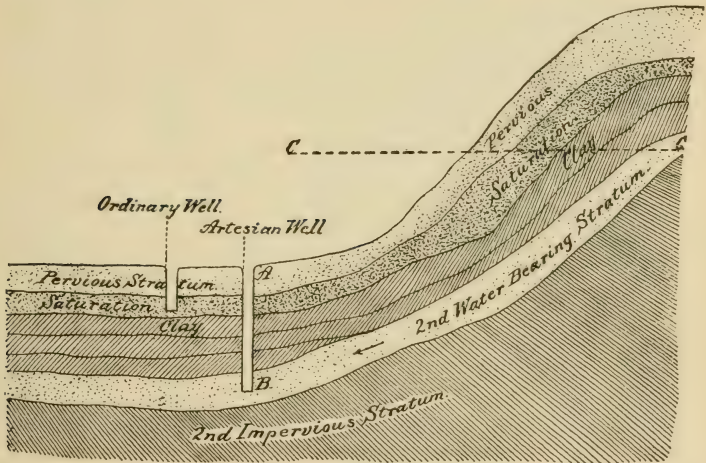 Pervious
C
Saturation
Clay
C
Ordinary Well.
Artesian Well
A
Pervious Stratum.
Saturation
Clay
2nd Water Bearing Stratum.
B.
2nd Impervious Stratum.